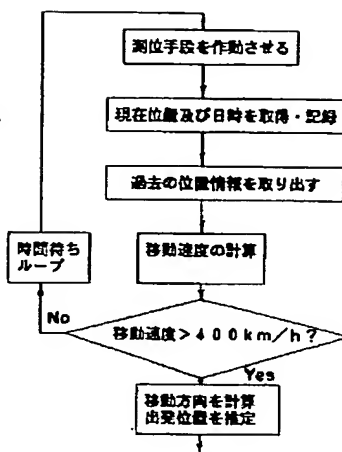 測位手段を作動させる
現在位置及び日時を取得・記録
過去の位置情報を取り出す
移動速度の計算
時間待ち
ループ
No
移動速度>400km/h?
Yes
移動方向を計算
出発位置を推定